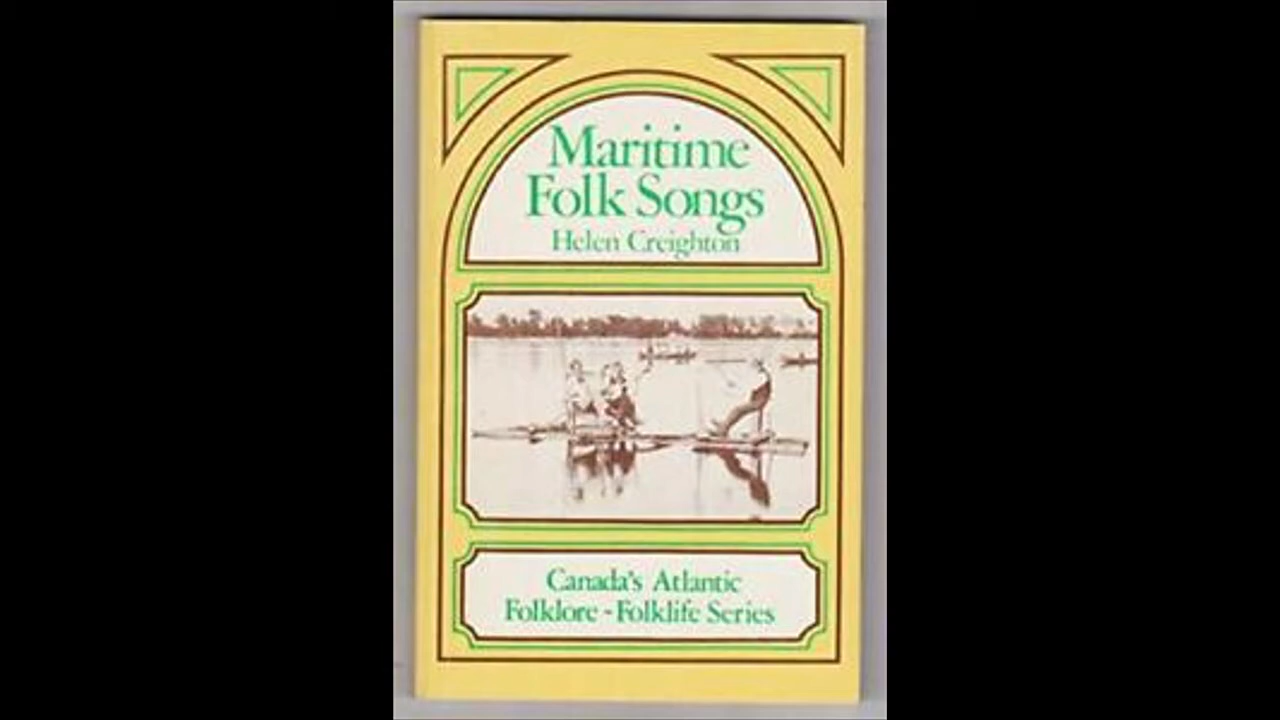 Maritime
Folk Songs
Helen Creighton
Canada's Atlantic
Folklore - Folklife Series